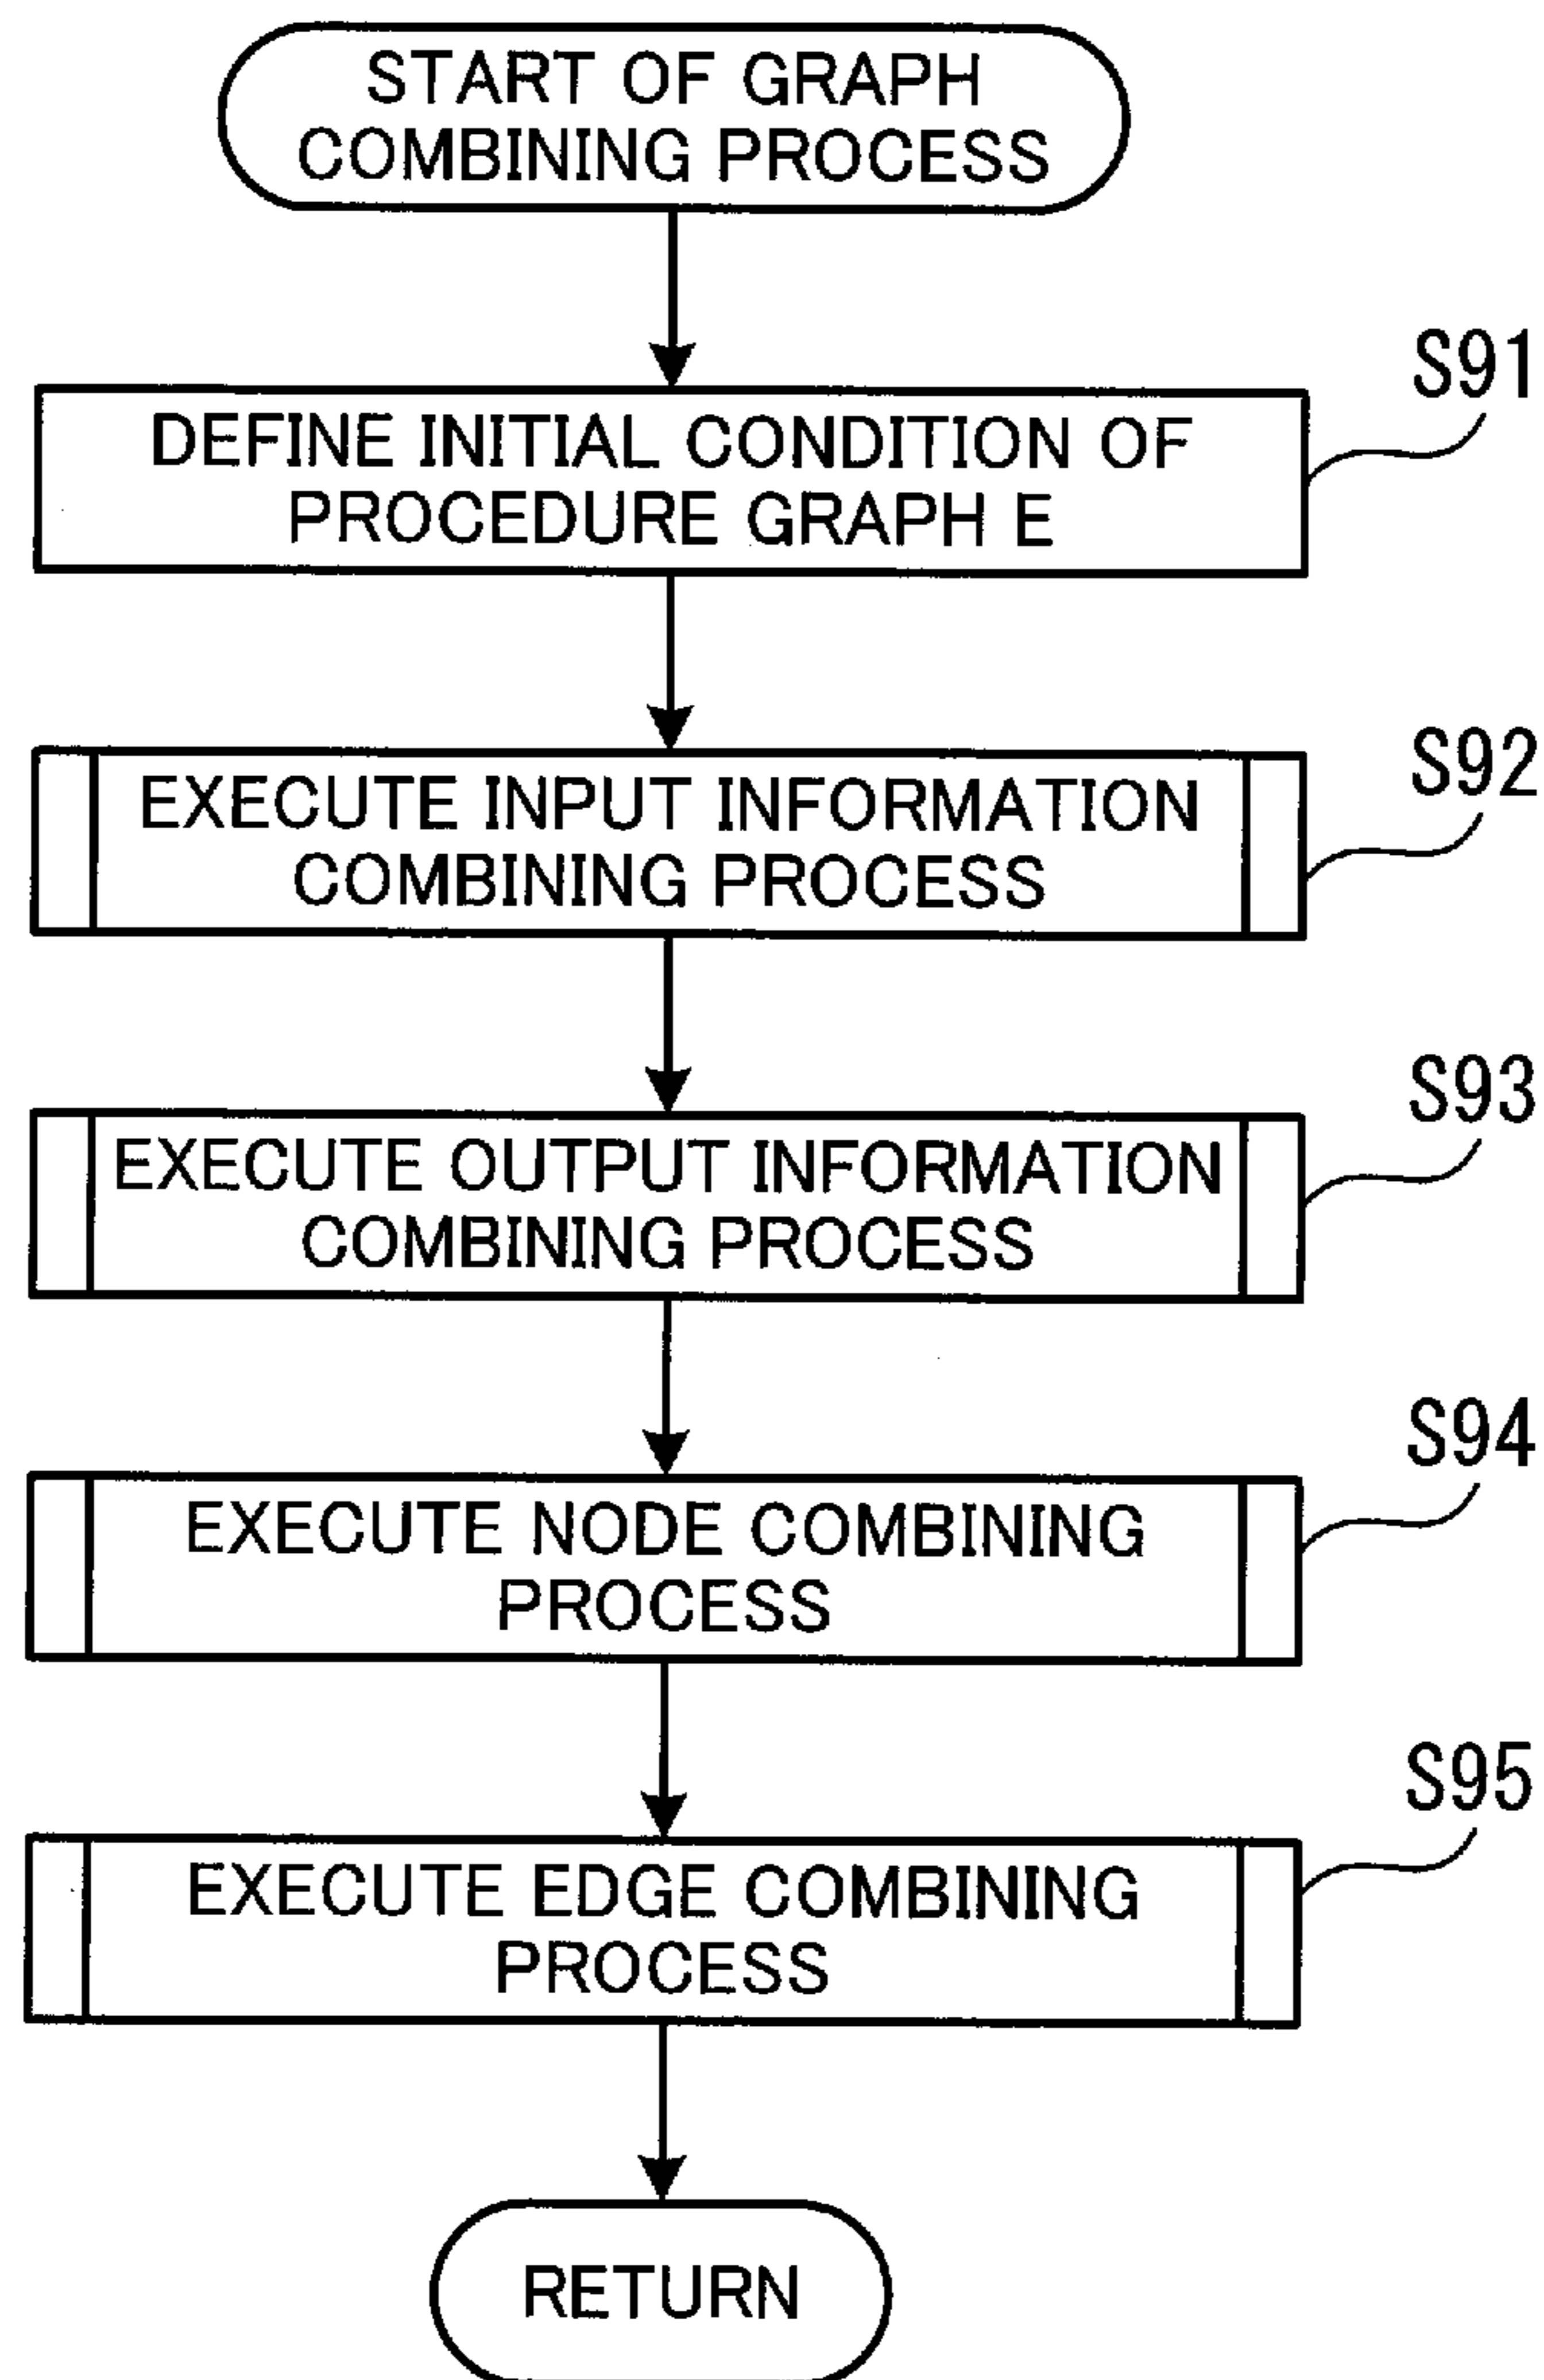 START OF GRAPH
COMBINING PROCESS
S91
DEFINE INITIAL CONDITION OF
PROCEDURE GRAPH E
S92
EXECUTE INPUT INFORMATION
COMBINING PROCESS
S93
EXECUTE OUTPUT INFORMATION
COMBINING PROCESS
S94
EXECUTE NODE COMBINING
PROCESS
S95
EXECUTE EDGE COMBINING
PROCESS
RETURN